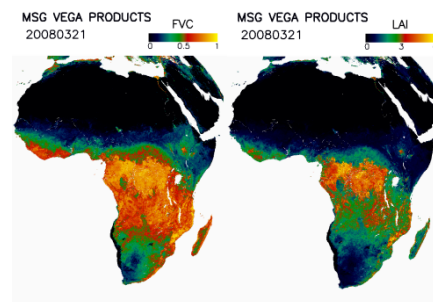 MSG VEGA PRODUCTS
20080321
FVC
0 0.5 1
MSG VEGA PRODUCTS
20080321
LAI
0 3